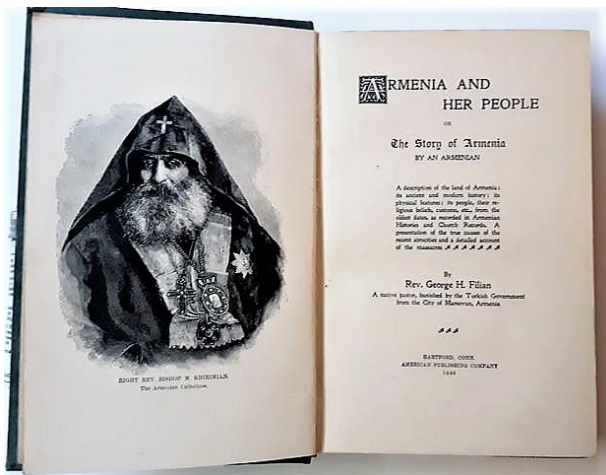 RIGHT REV. BISHOP M. KHIRIMIAN.
The Armenian Catholicos.
ARMENIA AND
HER PEOPLE
OR
The Story of Armenia
BY AN ARMENIAN
A description of the land of Armenia;
its ancient and modern history; its
physical features; its people, their re-
ligious beliefs, customs, etc., from the
oldest dates, as recorded in Armenian
Histories and Church Records. A
presentation of the true causes of the
recent atrocities and a detailed account
of the massacres
By
Rev. George H. Filian
A native pastor, banished by the Turkish Government
from the City of Marsovan, Armenia
HARTFORD, CONN.
AMERICAN PUBLISHING COMPANY
1896